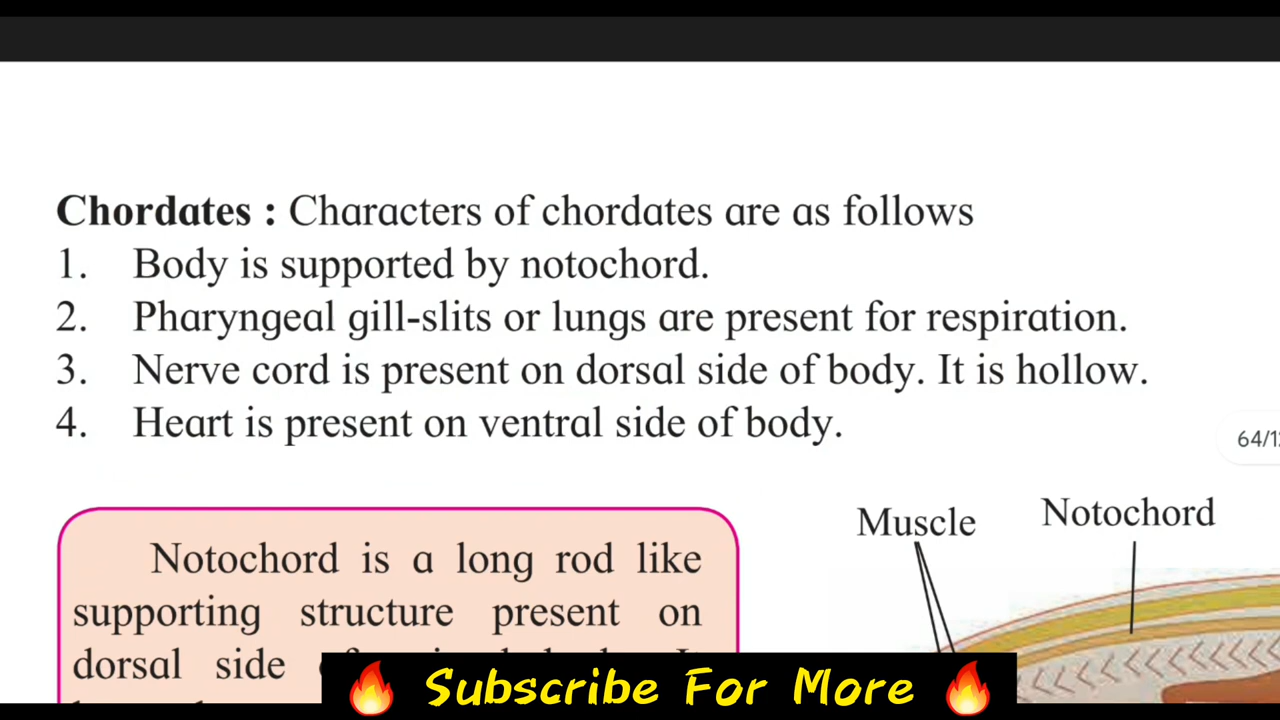 Chordates : Characters of chordates are as follows
1. Body is supported by notochord.
2. Pharyngeal gill-slits or lungs are present for respiration.
3. Nerve cord is present on dorsal side of body. It is hollow.
4. Heart is present on ventral side of body.
64/1
Muscle Notochord
Notochord is a long rod like
supporting structure present on
dorsal side
Subscribe For More